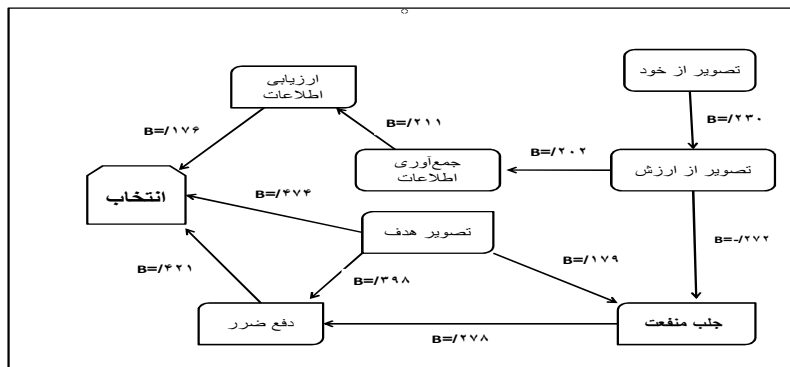 تصویر از خود
ارزیابی
اطلاعات
B=/۲۳۰
B=/۲۱۱
B=/۱۷۶
تصویر از ارزش
B=/۲۰۲
جمع‌آوری
اطلاعات
انتخاب
B=/۴۷۴
تصویر هدف
B=-/۲۷۲
B=/۱۷۹
B=/۳۹۸
B=/۴۲۱
جلب منفعت
دفع ضرر
B=/۲۷۸